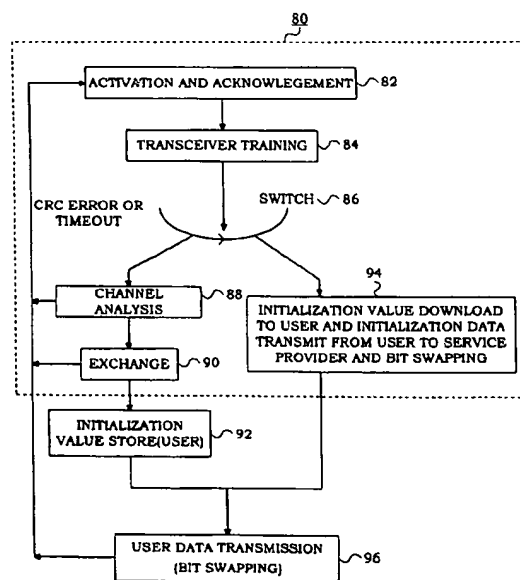 80
ACTIVATION AND ACKNOWLEGEMENT
82
TRANSCEIVER TRAINING
84
CRC ERROR OR
TIMEOUT
SWITCH
86
CHANNEL
ANALYSIS
88
94
INITIALIZATION VALUE DOWNLOAD
TO USER AND INITIALIZATION DATA
TRANSMIT FROM USER TO SERVICE
PROVIDER AND BIT SWAPPING
EXCHANGE
90
INITIALIZATION
VALUE STORE(USER)
92
USER DATA TRANSMISSION
(BIT SWAPPING)
96